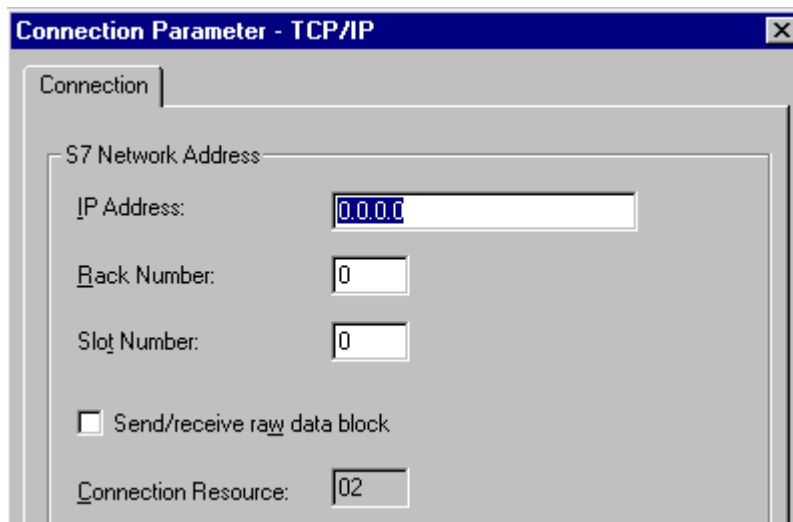 Connection Parameter - TCP/IP
Connection
S7 Network Address
IP Address: 0.0.0.0
Rack Number: 0
Slot Number: 0
Send/receive raw data block
Connection Resource: 02